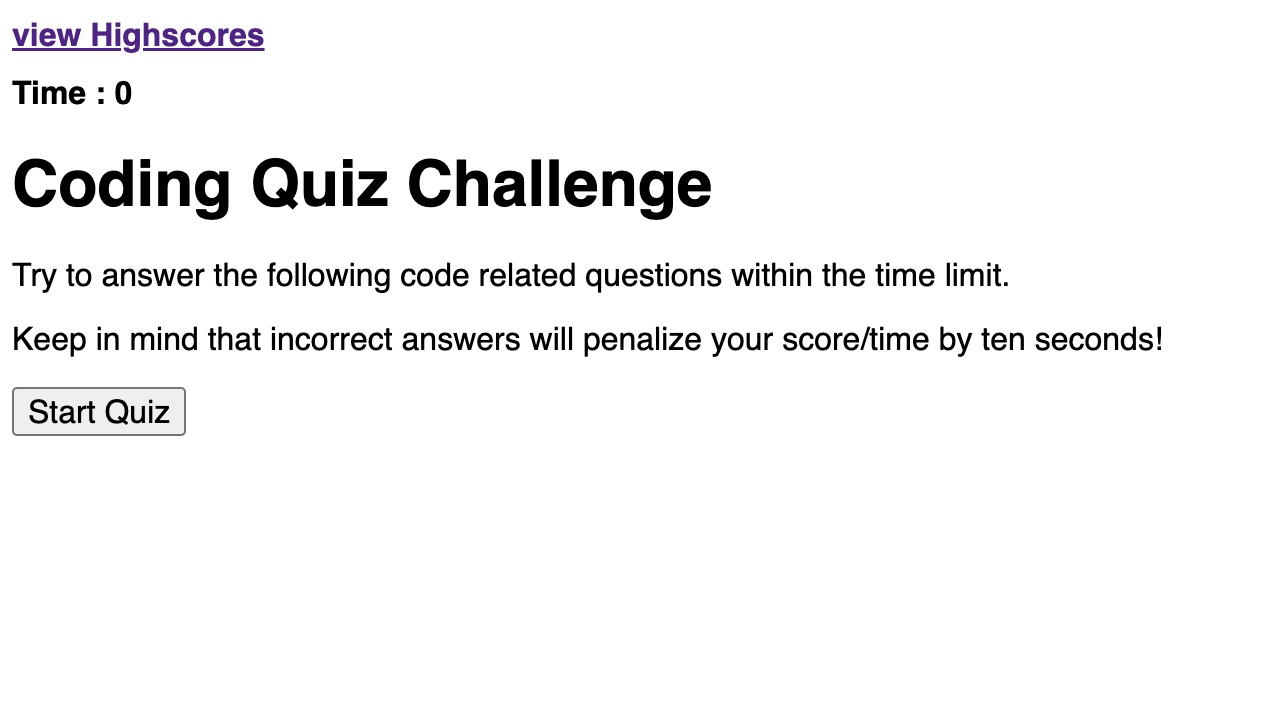 view Highscores
Time : 0
Coding Quiz Challenge
Try to answer the following code related questions within the time limit.
Keep in mind that incorrect answers will penalize your score/time by ten seconds!
Start Quiz